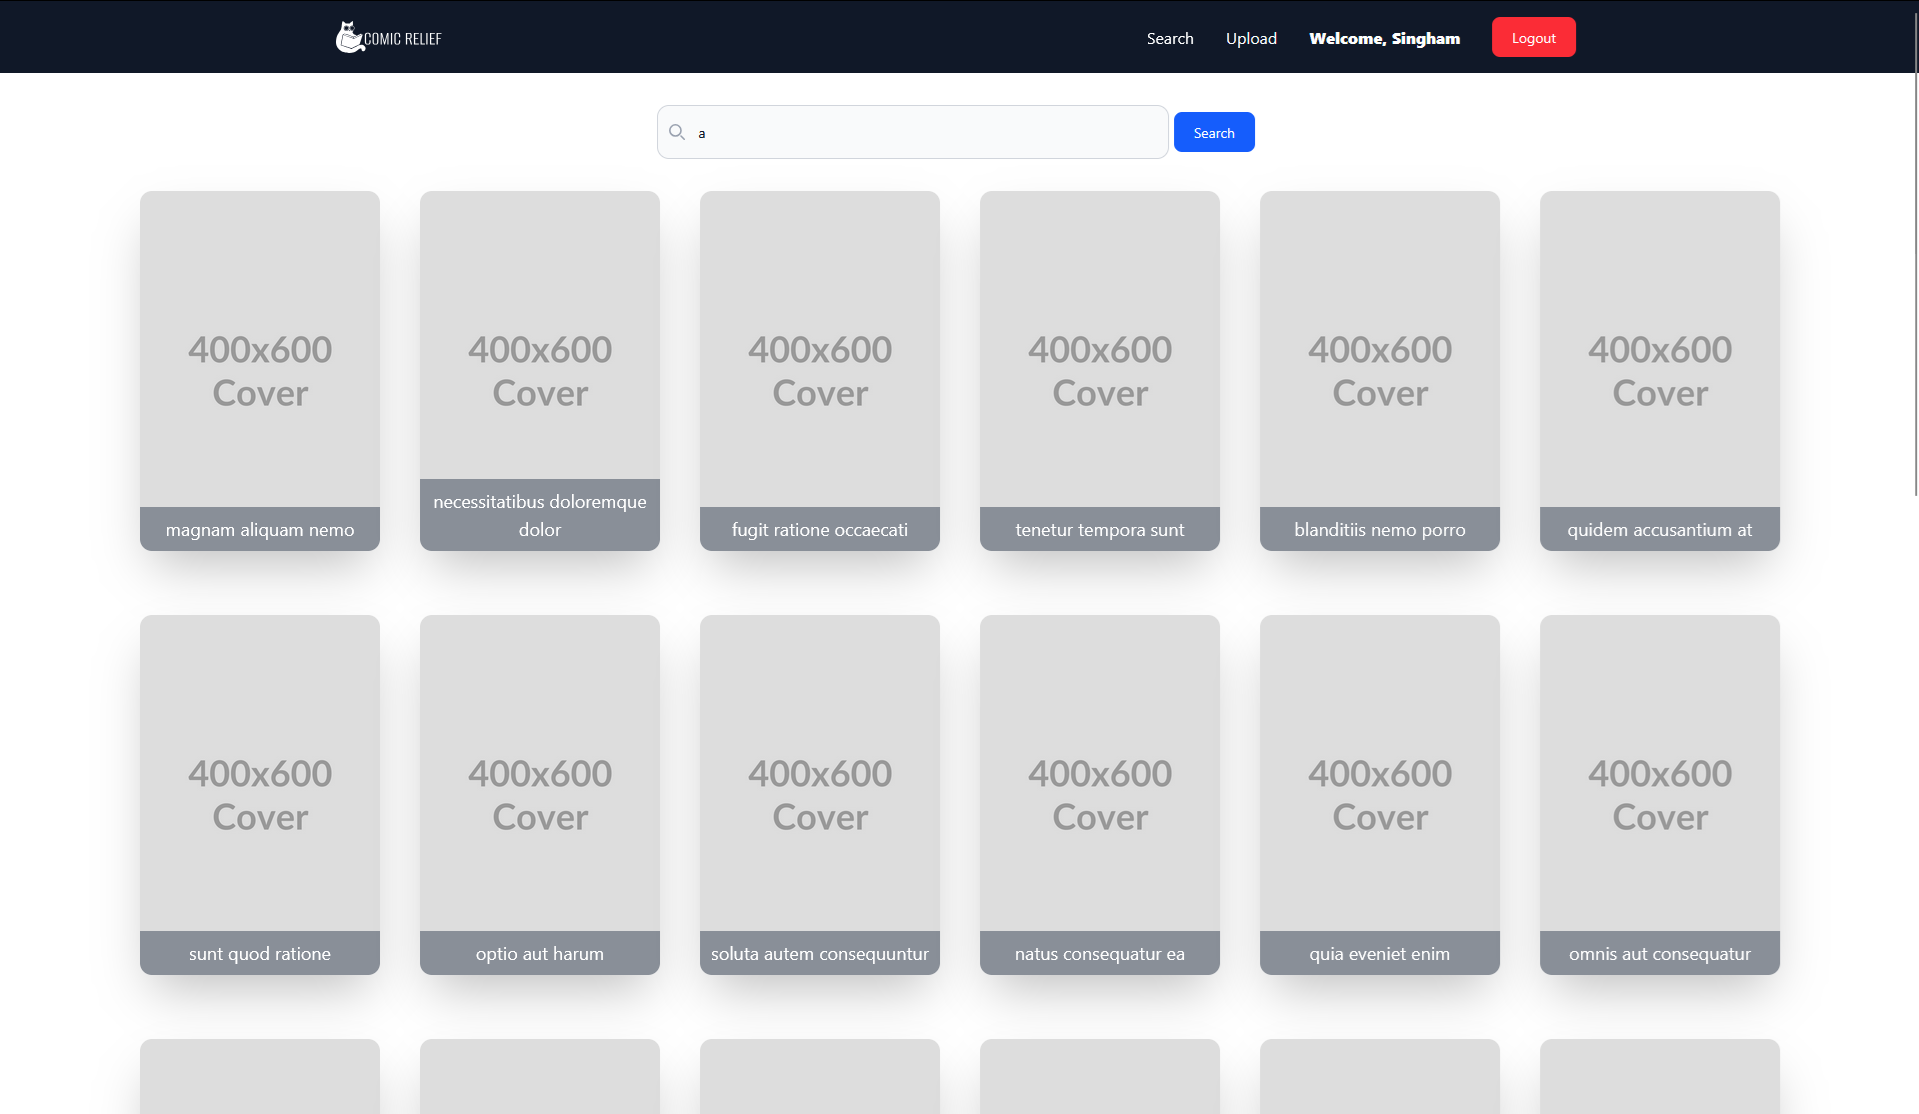 COMIC RELIEF
Search
Upload
Welcome, Singham
Logout
a
Search
400x600
Cover
magnam aliquam nemo
400x600
Cover
necessitatibus doloremque
dolor
400x600
Cover
fugit ratione occaecati
400x600
Cover
tenetur tempora sunt
400x600
Cover
blanditiis nemo porro
400x600
Cover
quidem accusantium at
400x600
Cover
sunt quod ratione
400x600
Cover
optio aut harum
400x600
Cover
soluta autem consequuntur
400x600
Cover
natus consequatur ea
400x600
Cover
quia eveniet enim
400x600
Cover
omnis aut consequatur